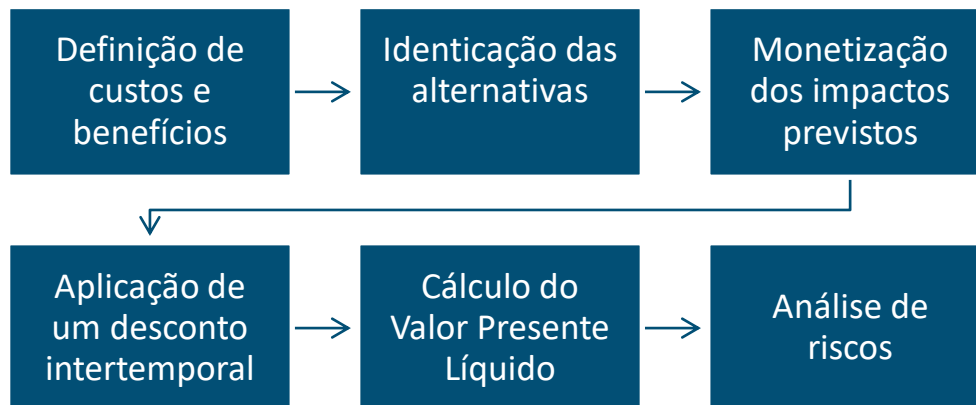 Definição de
custos e
benefícios
Identicação das
alternativas
Monetização
dos impactos
previstos
Aplicação de
um desconto
intertemporal
Cálculo do
Valor Presente
Líquido
Análise de
riscos